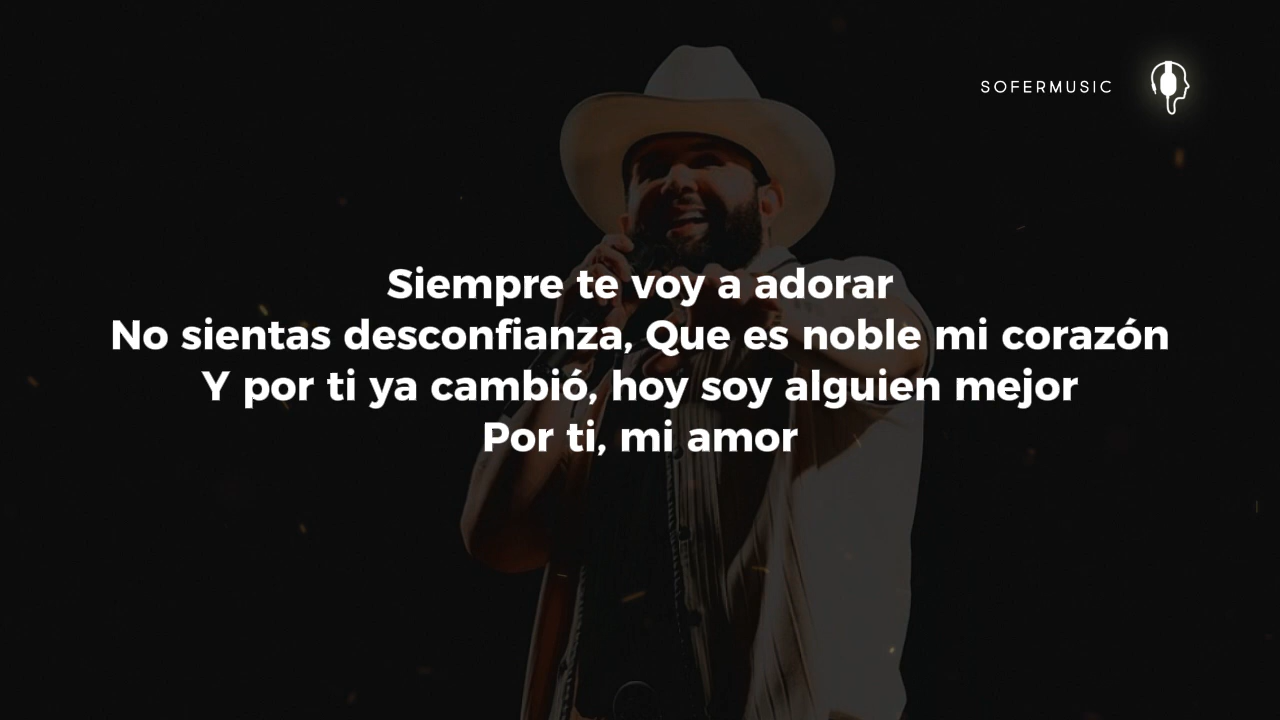 SOFERMUSIC
Siempre te voy a adorar
No sientas desconfianza, Que es noble mi corazón
Y por ti ya cambió, hoy soy alguien mejor
Por ti, mi amor